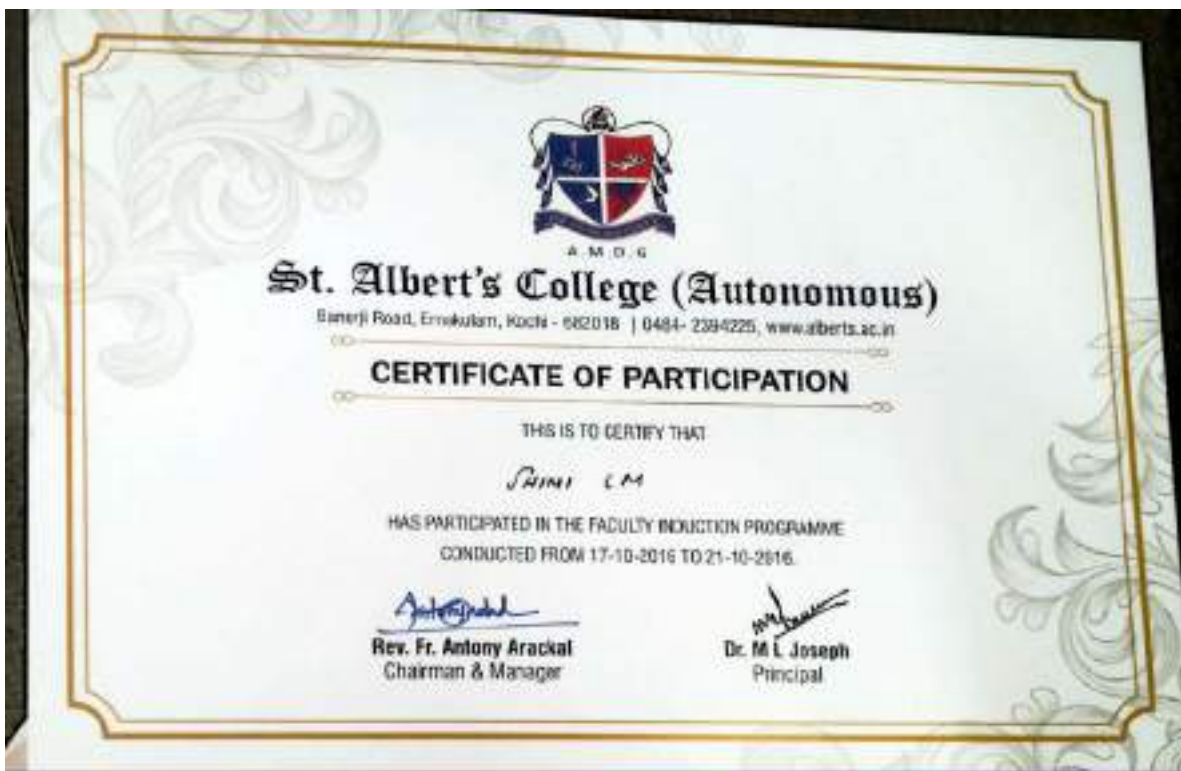 A M D G
St. Albert's College (Autonomous)
Banerji Road, Ernakulam, Kochi - 682018 | 0484- 2394225, www.alberts.ac.in
CERTIFICATE OF PARTICIPATION
THIS IS TO CERTIFY THAT
SHINI LM
HAS PARTICIPATED IN THE FACULTY INDUCTION PROGRAMME
CONDUCTED FROM 17-10-2016 TO 21-10-2016.
Rev. Fr. Antony Arackal
Chairman & Manager
Dr. M L Joseph
Principal